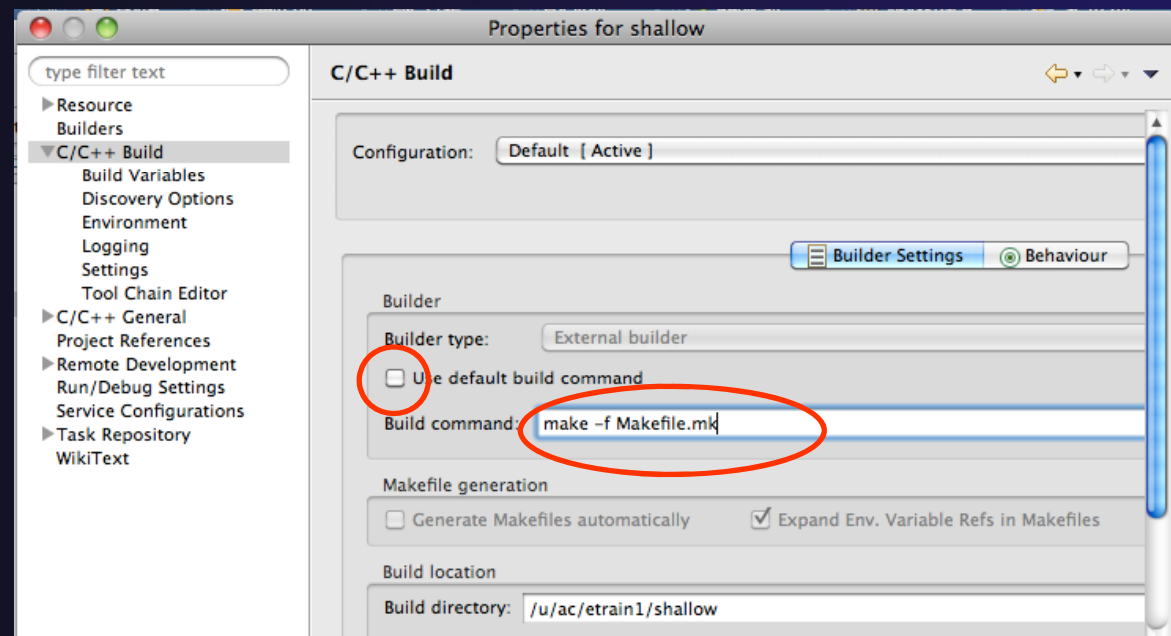 Properties for shallow
type filter text
Resource
Builders
C/C++ Build
Build Variables
Discovery Options
Environment
Logging
Settings
Tool Chain Editor
C/C++ General
Project References
Remote Development
Run/Debug Settings
Service Configurations
Task Repository
WikiText
C/C++ Build
Configuration: Default [ Active ]
Builder Settings Behaviour
Builder
Builder type: External builder
Use default build command
Build command: make -f Makefile.mk
Makefile generation
Generate Makefiles automatically Expand Env. Variable Refs in Makefiles
Build location
Build directory: /u/ac/etrain1/shallow